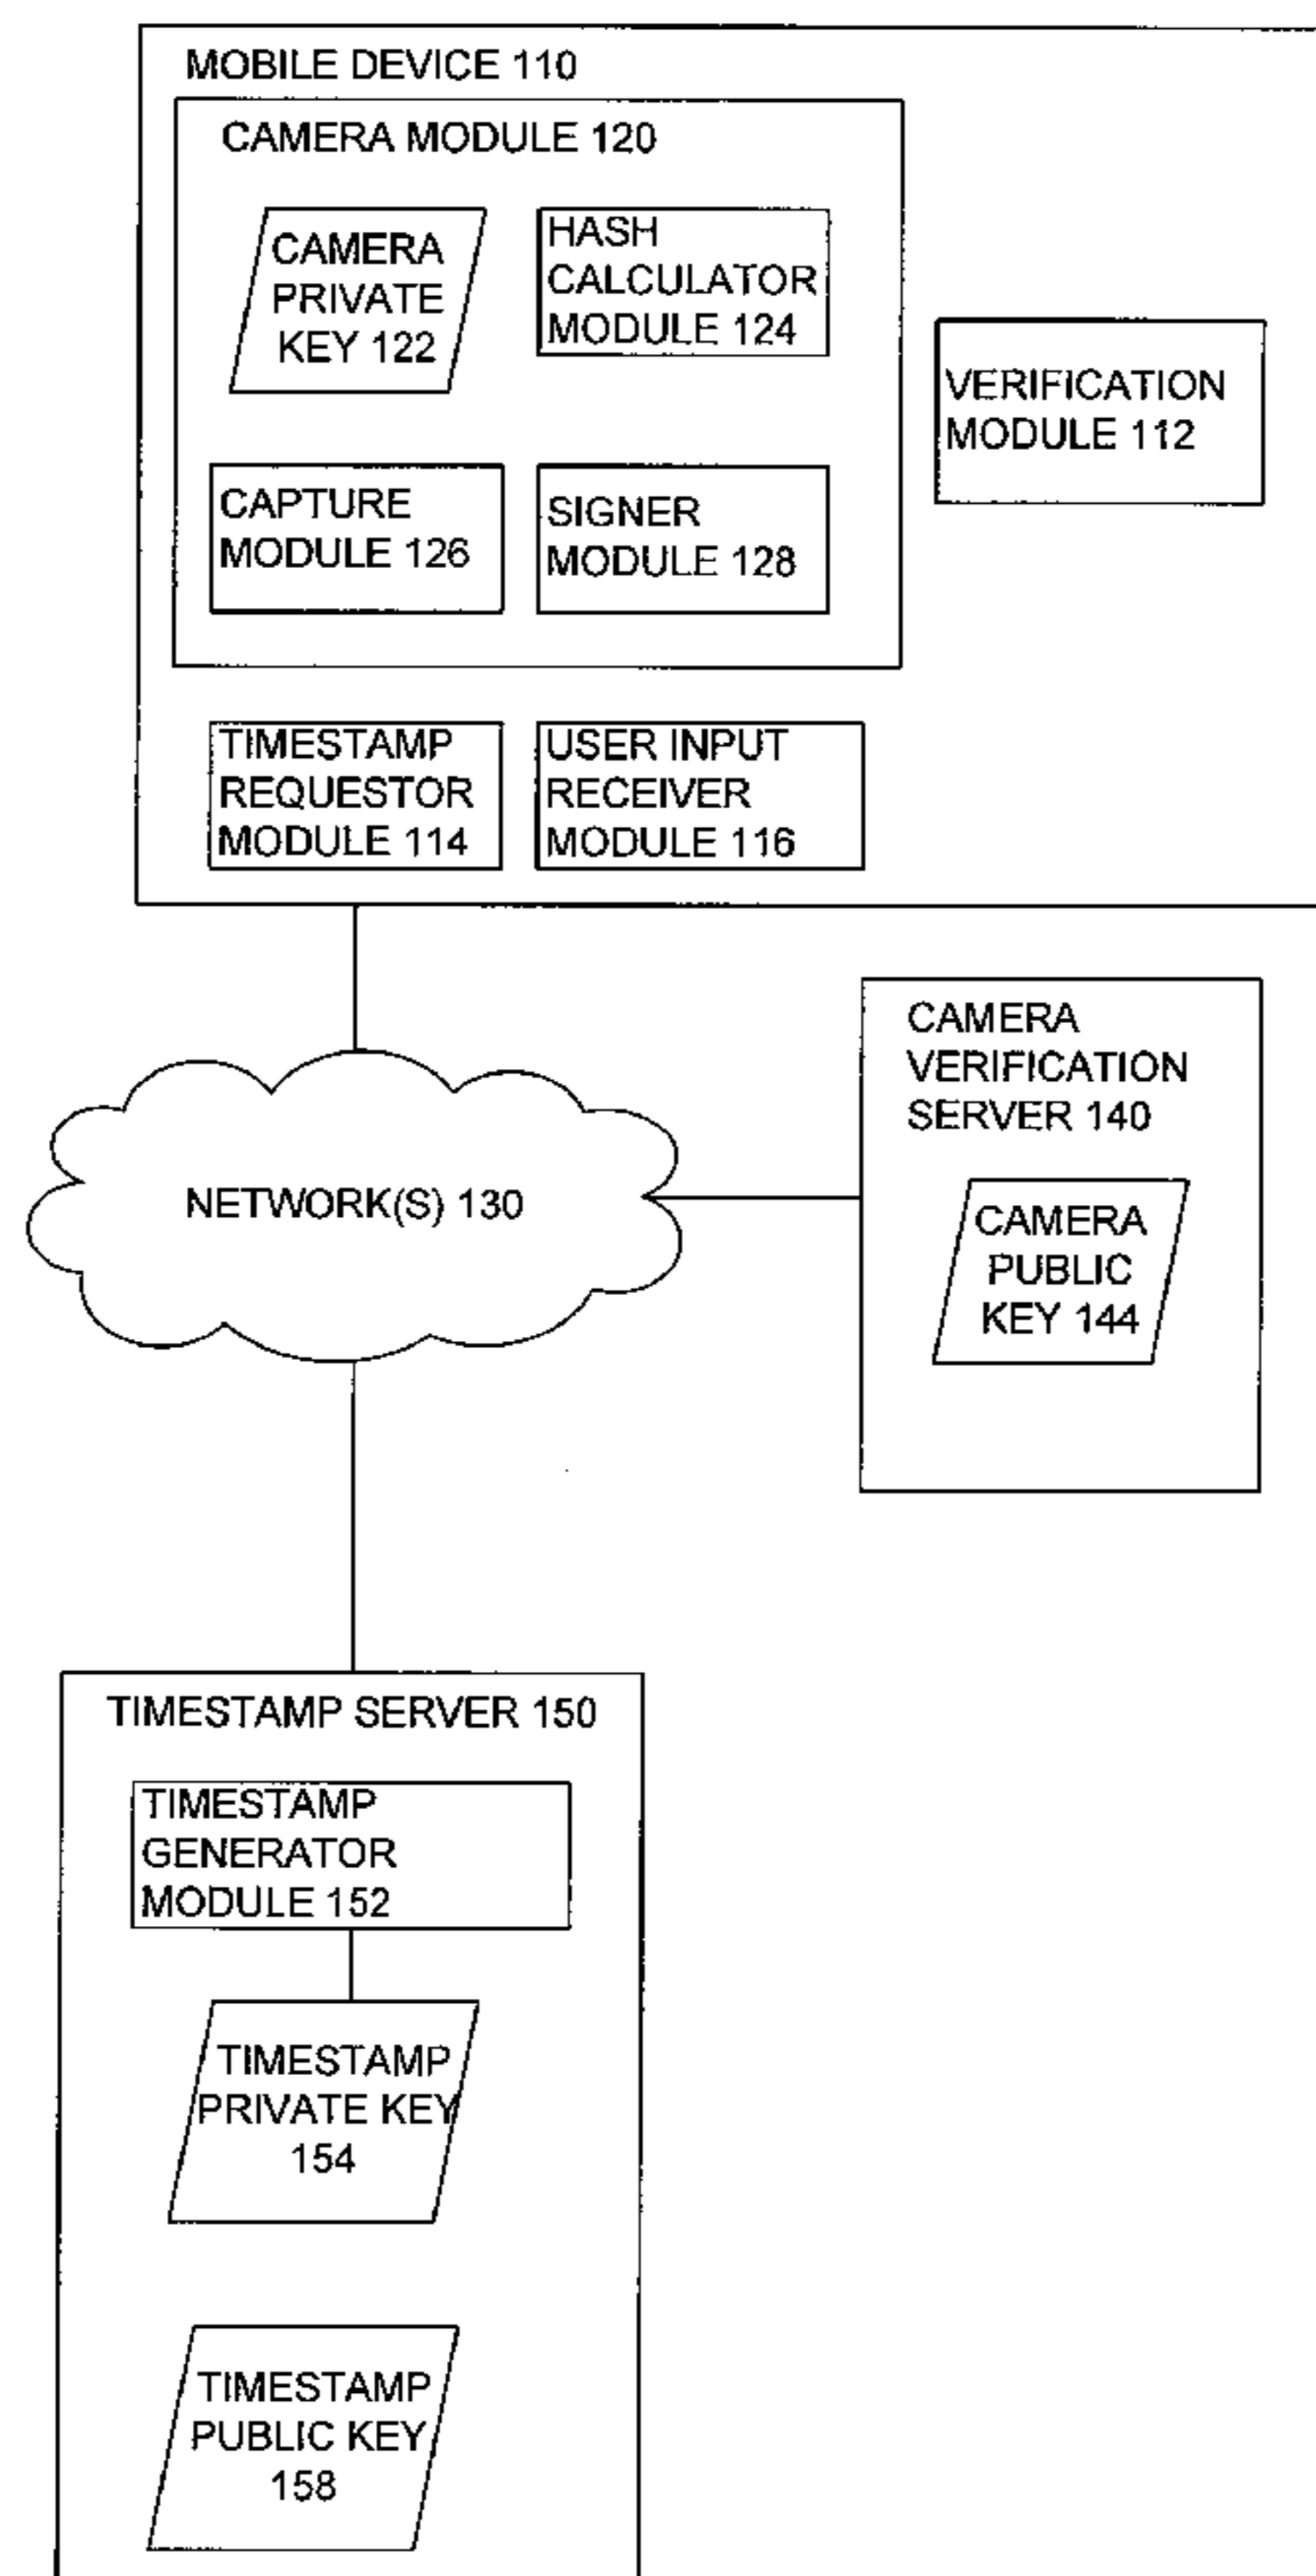 MOBILE DEVICE 110
CAMERA MODULE 120
CAMERA
PRIVATE
KEY 122
HASH
CALCULATOR
MODULE 124
VERIFICATION
MODULE 112
CAPTURE
MODULE 126
SIGNER
MODULE 128
TIMESTAMP
REQUESTOR
MODULE 114
USER INPUT
RECEIVER
MODULE 116
CAMERA
VERIFICATION
SERVER 140
NETWORK(S) 130
CAMERA
PUBLIC
KEY 144
TIMESTAMP SERVER 150
TIMESTAMP
GENERATOR
MODULE 152
TIMESTAMP
PRIVATE KEY
154
TIMESTAMP
PUBLIC KEY
158